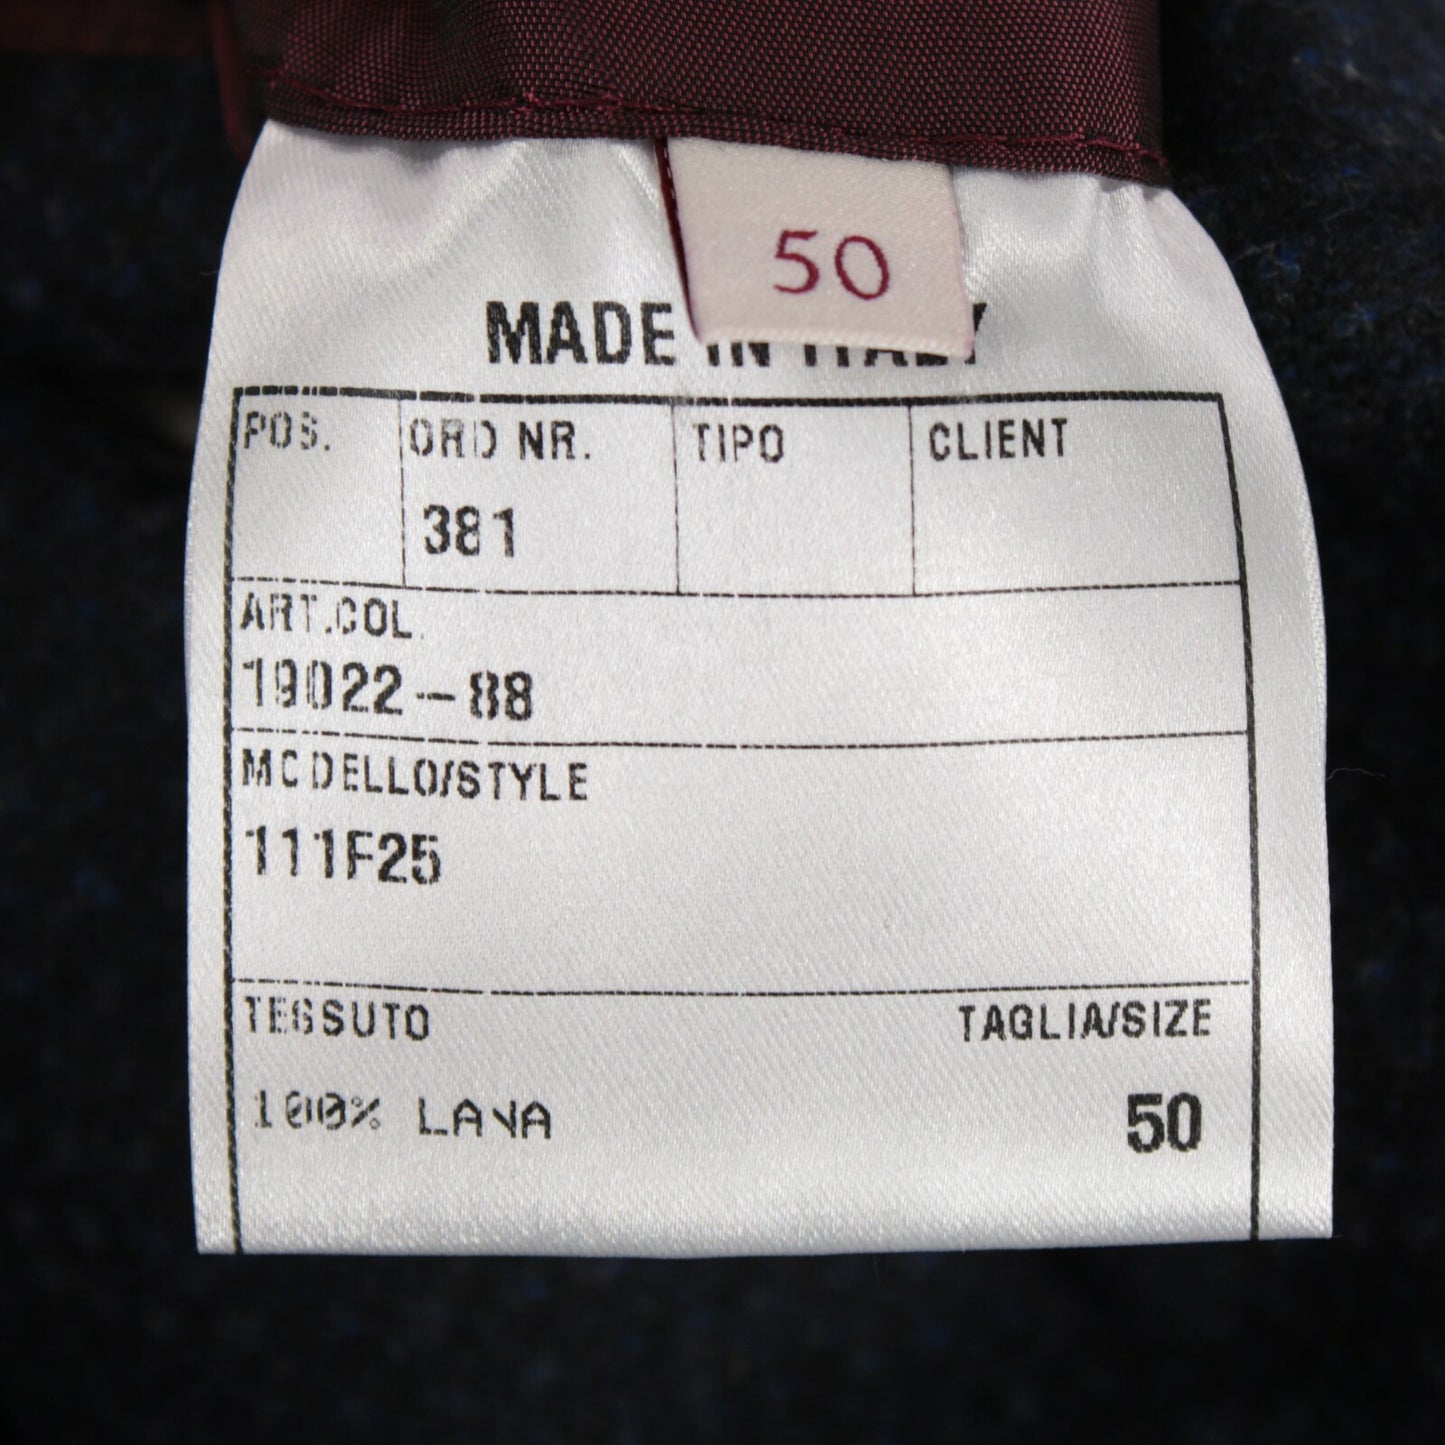 50
MADE IN ITALY
POS. ORD NR. TIPO CLIENT
381
ART.COL.
19022-88
MODELLO/STYLE
111F25
TESSUTO TAGLIA/SIZE
100% LANA 50